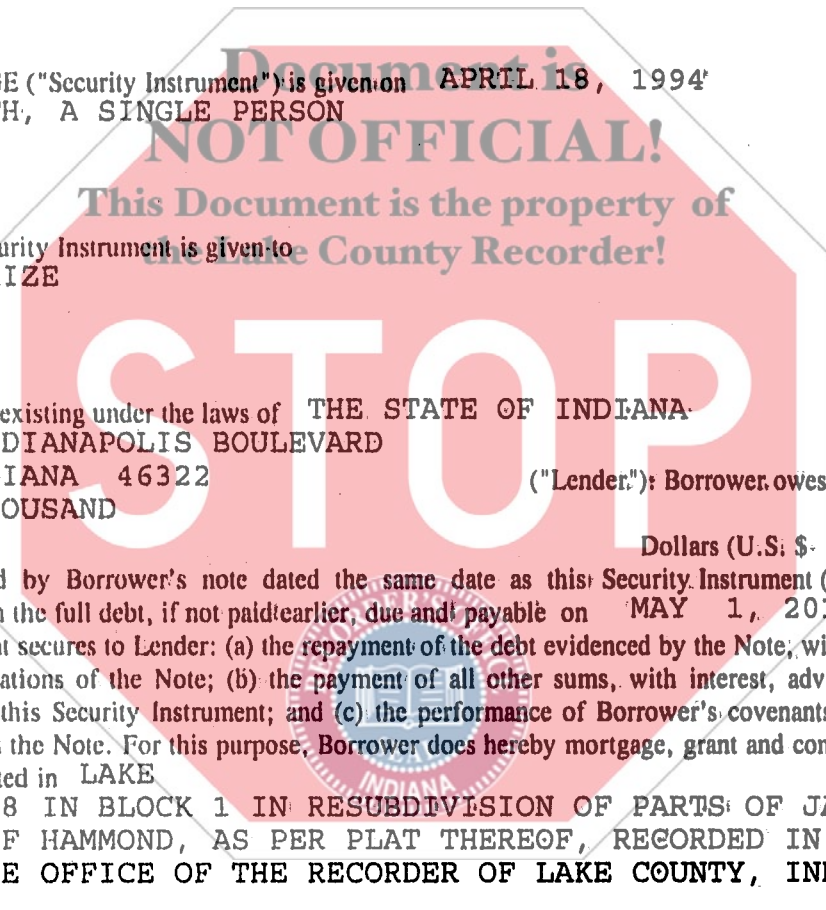 Document is
NOT OFFICIAL!
This Document is the property of
the Lake County Recorder!
STOP
GE ("Security Instrument") is given on APRIL 18, 1994
H, A SINGLE PERSON
urity Instrument is given to
IZE
existing under the laws of THE STATE OF INDIANA
DIANAPOLIS BOULEVARD
IANA 46322
("Lender"). Borrower owes
OUSAND
Dollars (U.S. $
d by Borrower's note dated the same date as this Security Instrument (
n the full debt, if not paid earlier, due and payable on MAY 1, 20
t secures to Lender: (a) the repayment of the debt evidenced by the Note, wi
ations of the Note; (b) the payment of all other sums, with interest, adv
this Security Instrument; and (c) the performance of Borrower's covenants
s the Note. For this purpose, Borrower does hereby mortgage, grant and con
ted in LAKE
8 IN BLOCK 1 IN RESUBDIVISION OF PARTS OF JA
F HAMMOND, AS PER PLAT THEREOF, RECORDED IN
E OFFICE OF THE RECORDER OF LAKE COUNTY, IN
SEAL
INDIANA